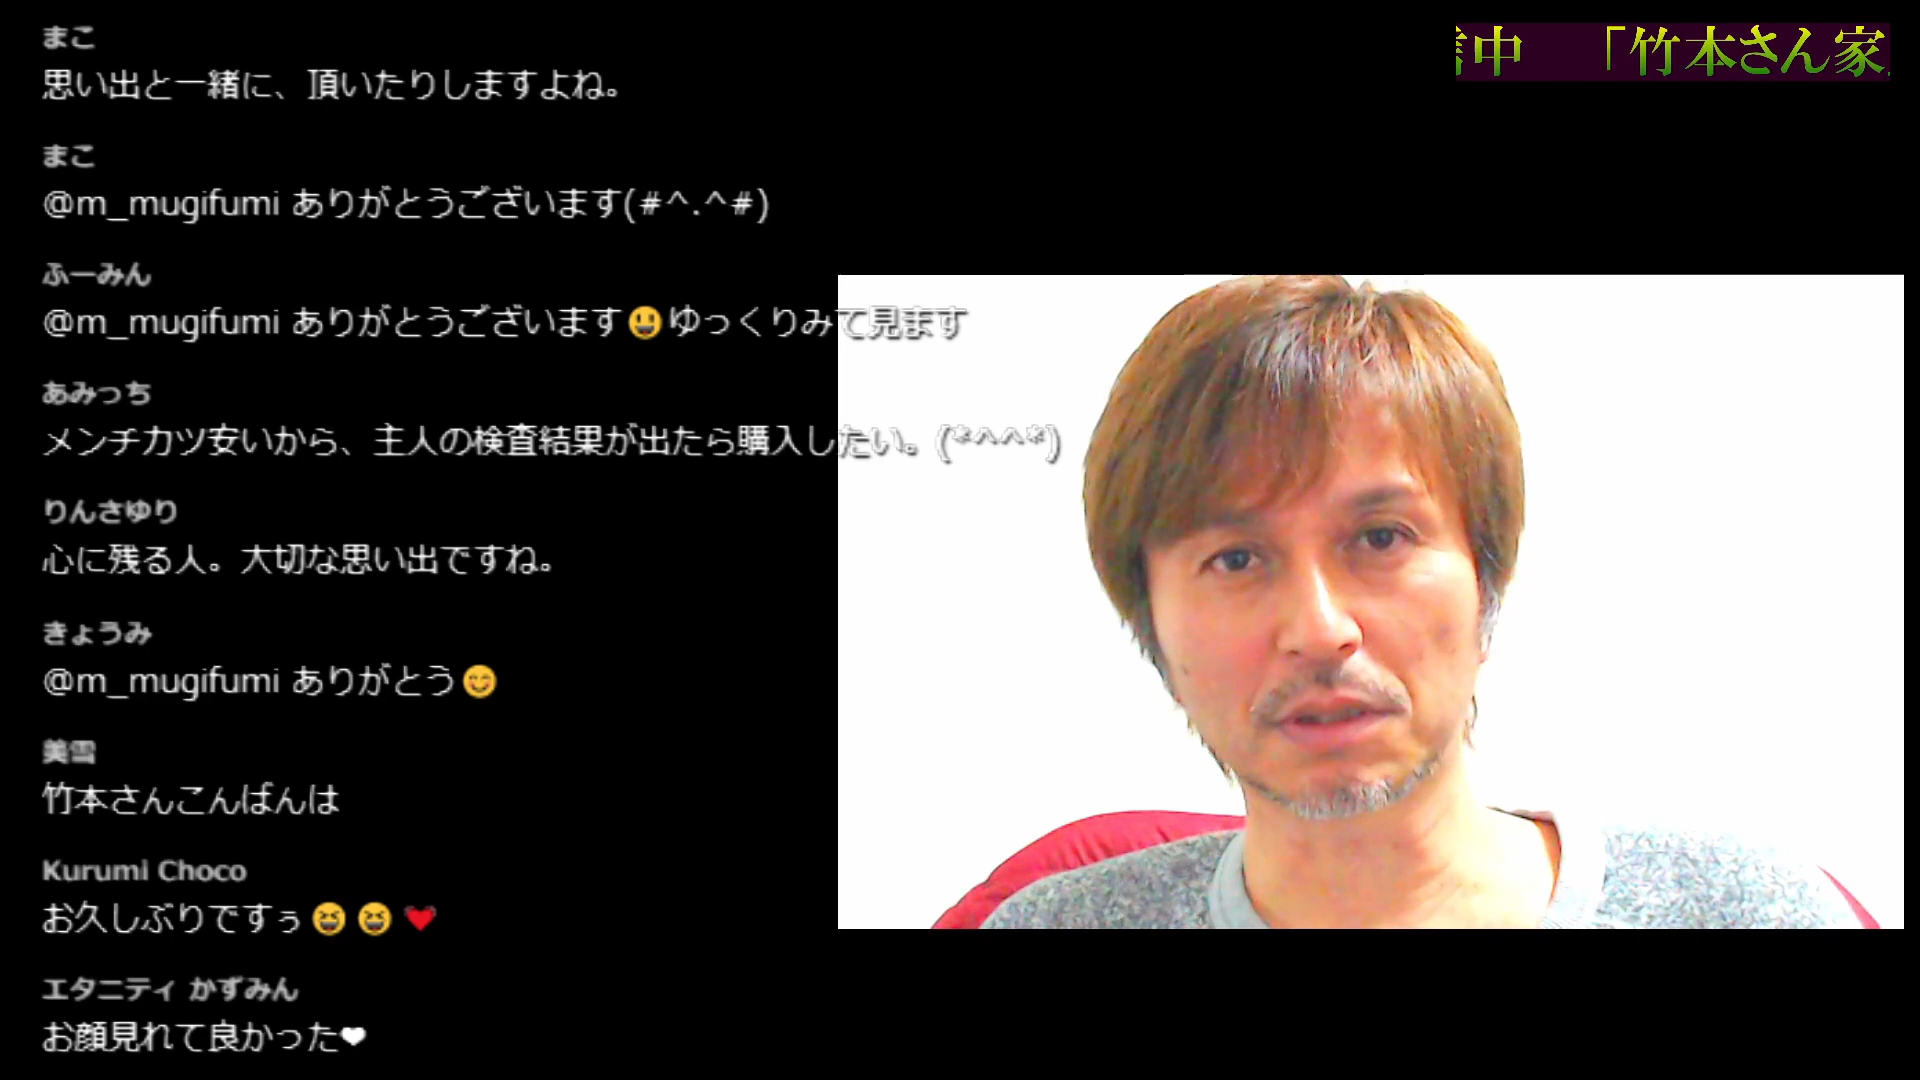 まこ
思い出と一緒に、頂いたりしますよね。
まこ
@m_mugifumi ありがとうございます(#^.^#)
ふーみん
@m_mugifumi ありがとうございます😃ゆっくりみて見ます
あみっち
メンチカツ安いから、主人の検査結果が出たら購入したい。(*^^*)
りんさゆり
心に残る人。大切な思い出ですね。
きょうみ
@m_mugifumi ありがとう😊
美雪
竹本さんこんばんは
Kurumi Choco
お久しぶりですぅ😆😆❤
エタニティ かずみん
お顔見れて良かった❤
中 「竹本さん家